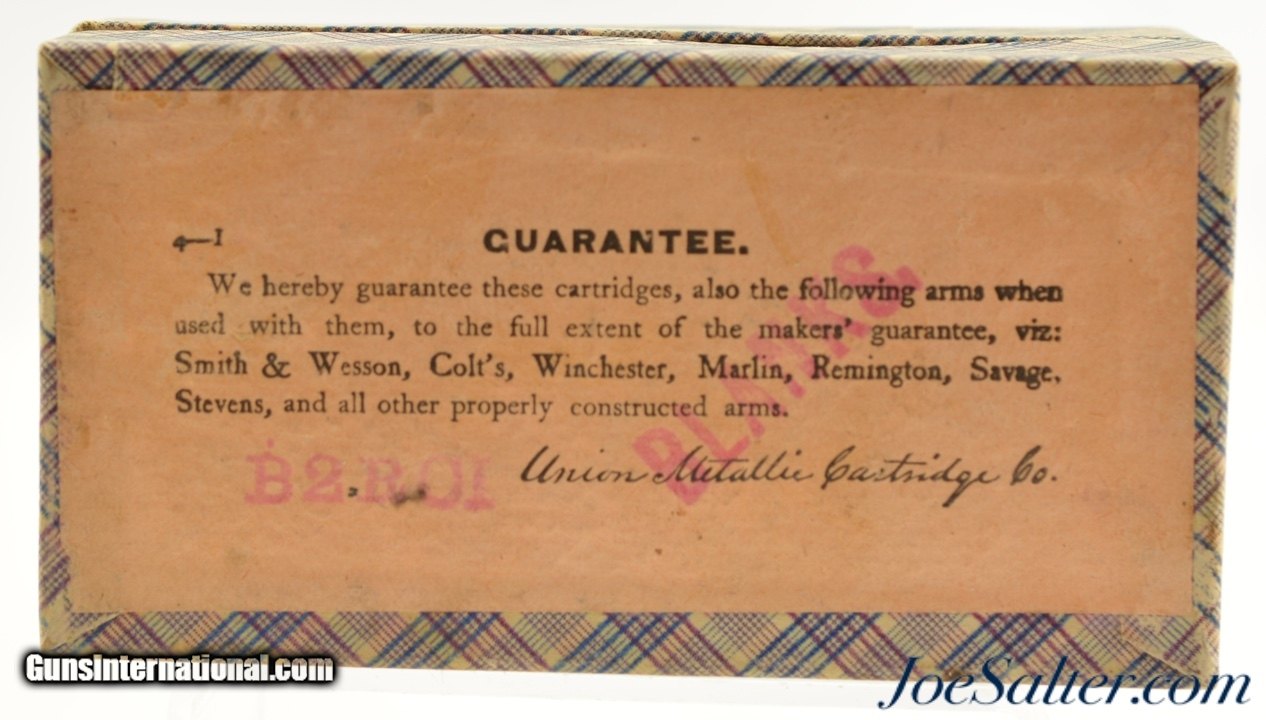 4—1 GUARANTEE.
We hereby guarantee these cartridges, also the following arms when
used with them, to the full extent of the makers' guarantee, viz:
Smith & Wesson, Colt's, Winchester, Marlin, Remington, Savage,
Stevens, and all other properly constructed arms.
BLANKS
B2RCI
Union Metallic Cartridge Co.
GunsInternational.com
JoeSalter.com